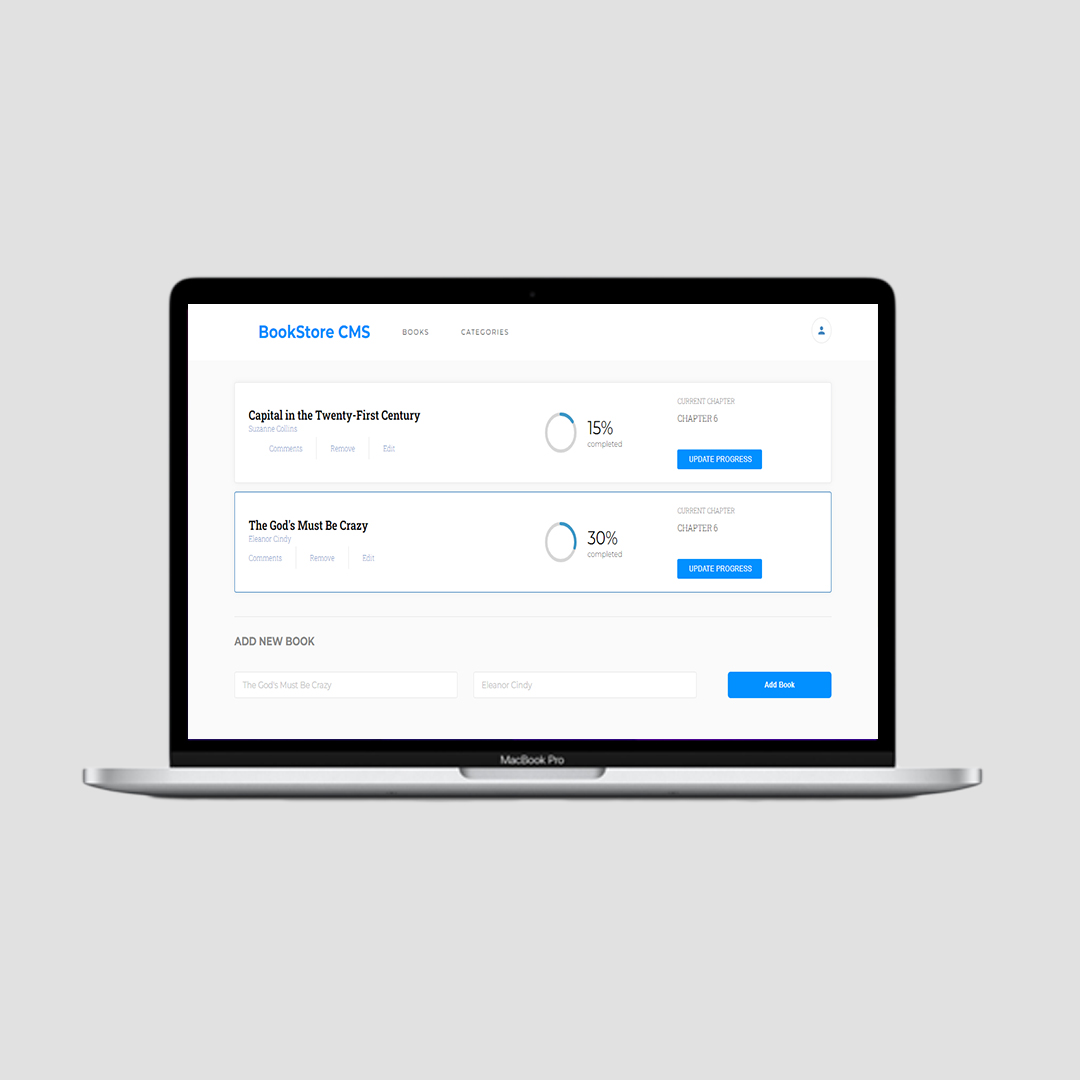 BookStore CMS BOOKS CATEGORIES
Capital in the Twenty-First Century
Suzanne Collins
Comments Remove Edit
15%
completed
CURRENT CHAPTER
CHAPTER 6
UPDATE PROGRESS
The God's Must Be Crazy
Eleanor Cindy
Comments Remove Edit
30%
completed
CURRENT CHAPTER
CHAPTER 6
UPDATE PROGRESS
ADD NEW BOOK
The God's Must Be Crazy Eleanor Cindy Add Book
MacBook Pro